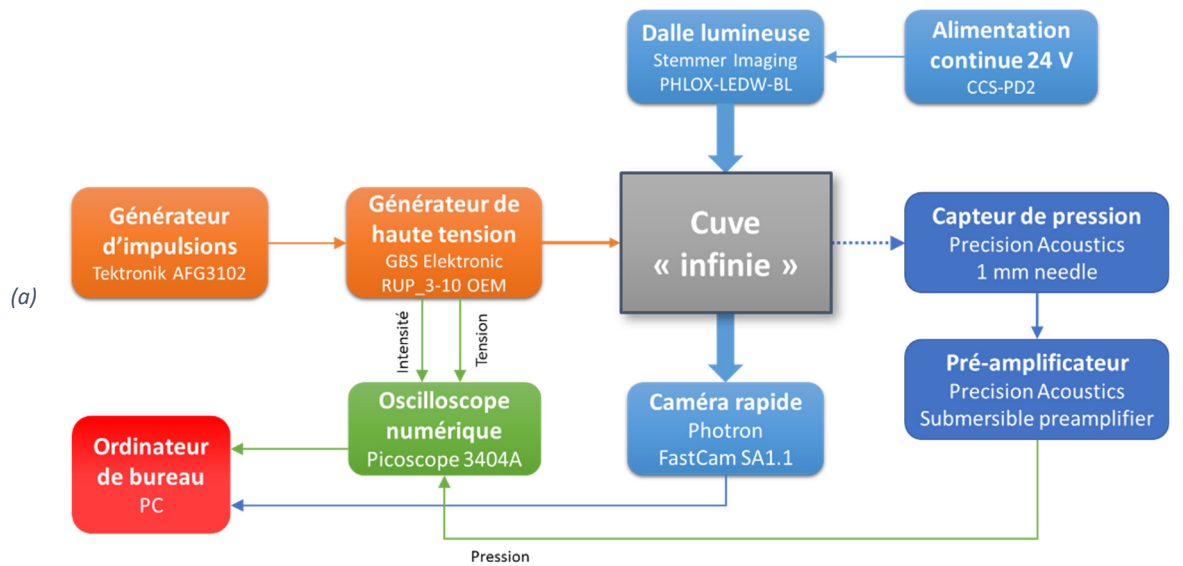 Dalle lumineuse
Stemmer Imaging
PHLOX-LEDW-BL
Alimentation
continue 24 V
CCS-PD2
Générateur
d'impulsions
Tektronik AFG3102
Générateur de
haute tension
GBS Elektronic
RUP_3-10 OEM
Cuve
« infinie »
Capteur de pression
Precision Acoustics
1 mm needle
(a)
Intensité
Tension
Pré-amplificateur
Precision Acoustics
Submersible preamplifier
Oscilloscope
numérique
Picoscope 3404A
Caméra rapide
Photron
FastCam SA1.1
Ordinateur
de bureau
PC
Pression